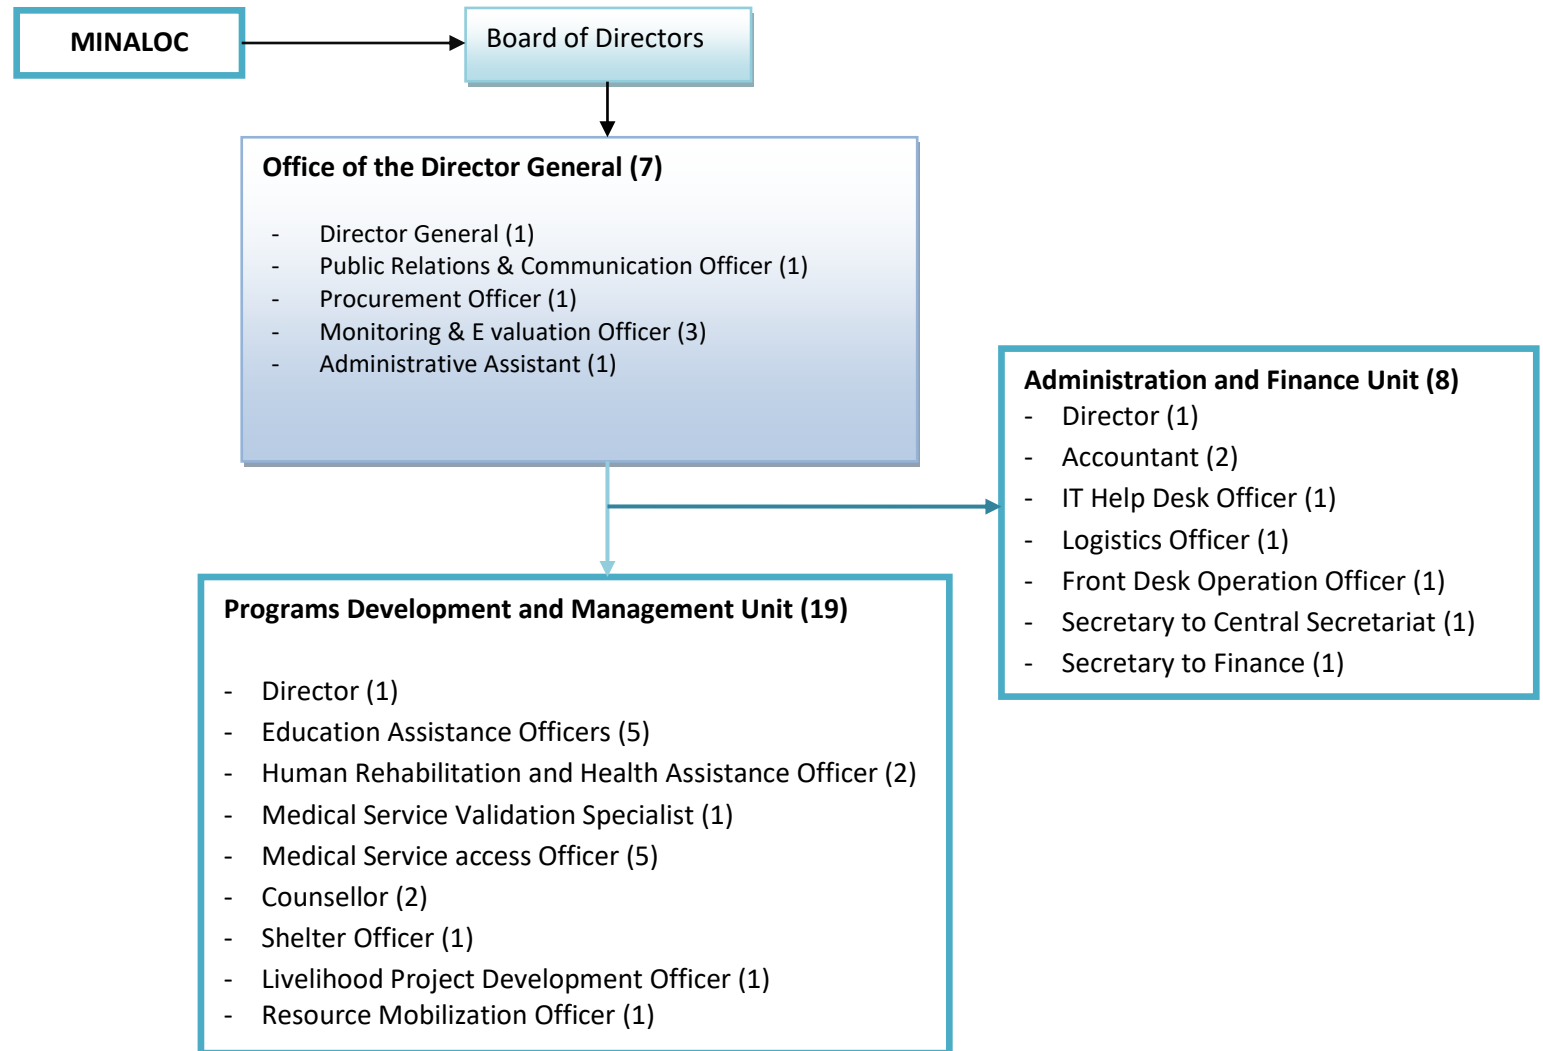 MINALOC
Board of Directors
Office of the Director General (7)
- Director General (1)
- Public Relations & Communication Officer (1)
- Procurement Officer (1)
- Monitoring & E valuation Officer (3)
- Administrative Assistant (1)
Administration and Finance Unit (8)
- Director (1)
- Accountant (2)
- IT Help Desk Officer (1)
- Logistics Officer (1)
- Front Desk Operation Officer (1)
- Secretary to Central Secretariat (1)
- Secretary to Finance (1)
Programs Development and Management Unit (19)
- Director (1)
- Education Assistance Officers (5)
- Human Rehabilitation and Health Assistance Officer (2)
- Medical Service Validation Specialist (1)
- Medical Service access Officer (5)
- Counsellor (2)
- Shelter Officer (1)
- Livelihood Project Development Officer (1)
- Resource Mobilization Officer (1)